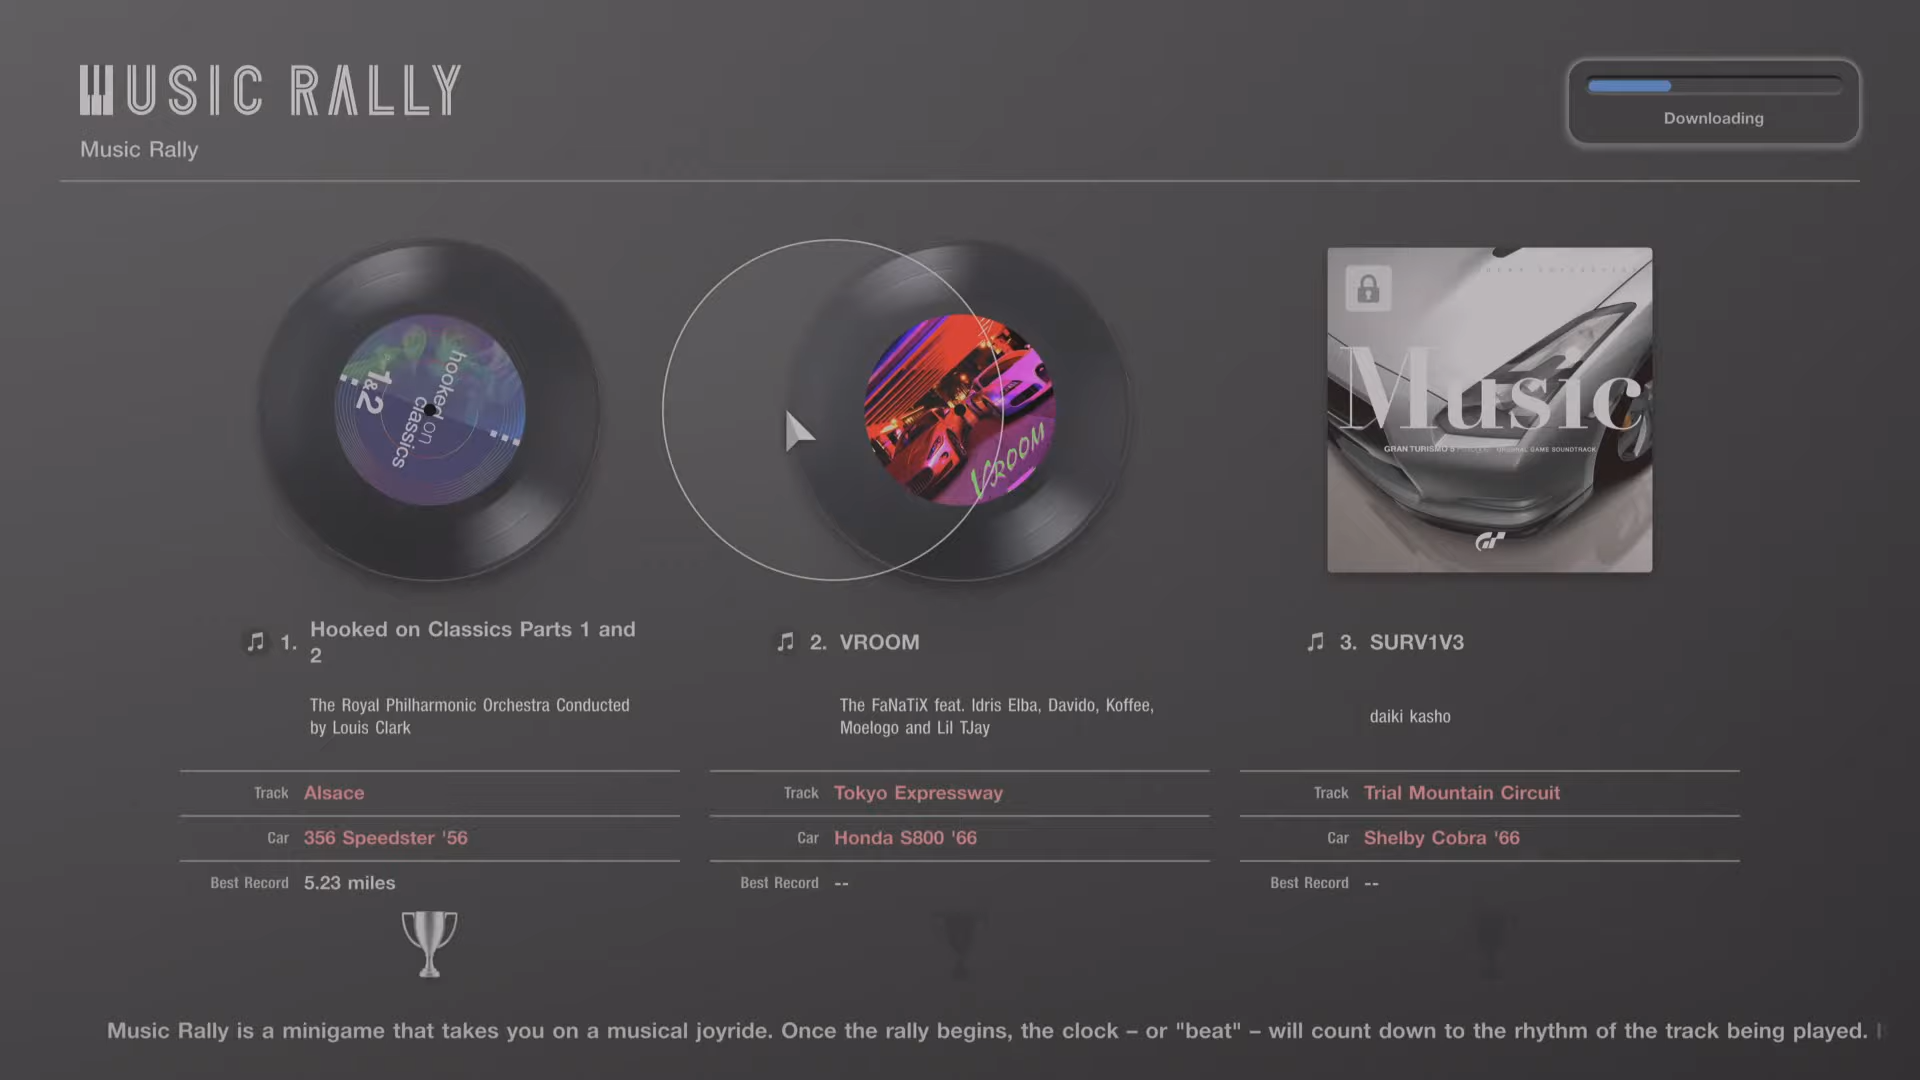 MUSIC RALLY
Music Rally
Downloading
hooked on
classics
1&2
VROOM
Music
GRAN TURISMO 5
ORIGINAL GAME SOUNDTRACK
GT
1. Hooked on Classics Parts 1 and
2
2. VROOM
3. SURV1V3
The Royal Philharmonic Orchestra Conducted
by Louis Clark
The FaNaTiX feat. Idris Elba, Davido, Koffee,
Moelogo and Lil TJay
daiki kasho
Track Alsace
Track Tokyo Expressway
Track Trial Mountain Circuit
Car 356 Speedster '56
Car Honda S800 '66
Car Shelby Cobra '66
Best Record 5.23 miles
Best Record --
Best Record --
Music Rally is a minigame that takes you on a musical joyride. Once the rally begins, the clock – or "beat" – will count down to the rhythm of the track being played.